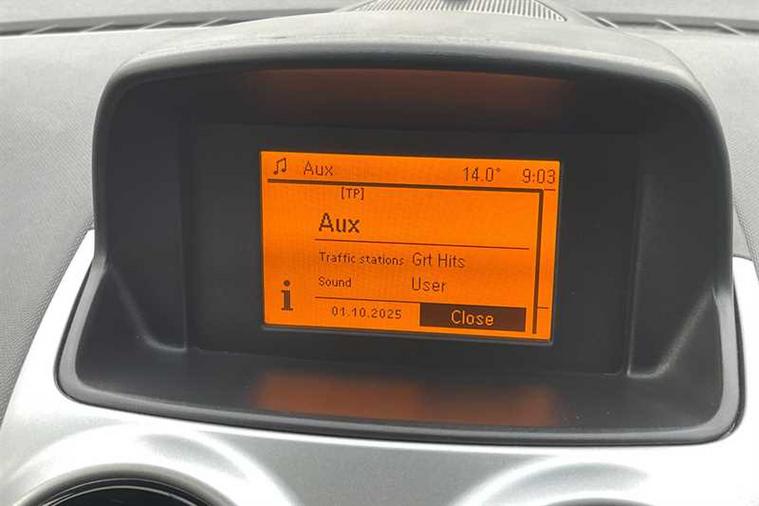 Aux 14.0° 9:03
[TP]
Aux
Traffic stations Grt Hits
Sound User
i
01.10.2025 Close